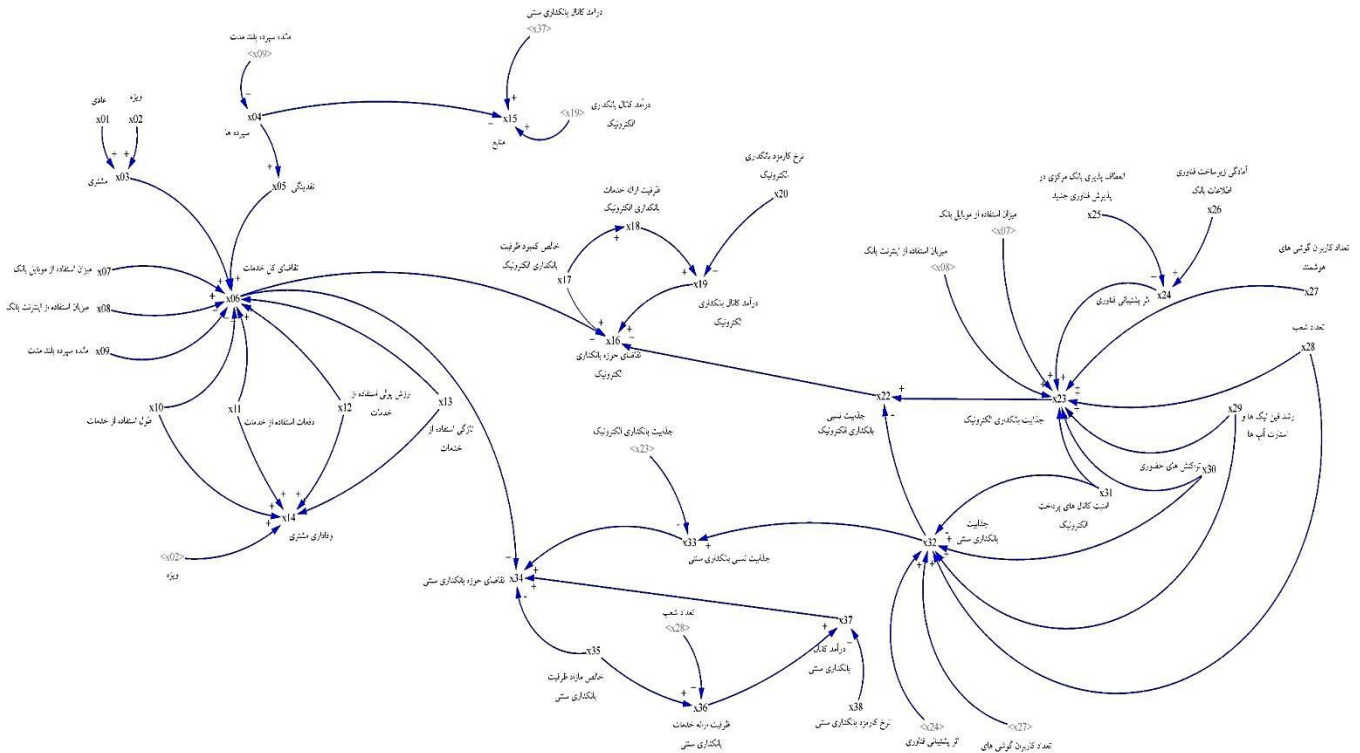 درآمد کانال بانکداری سنتی
<x37>
مانده سپرده بلند مدت
<x09>
عادی
x01
ویژه
x02
x03
مشتری
x04
سپرده ها
x05
نقدینگی
x15
منابع
درآمد کانال بانکداری
الکترونیک
<x19>
تقاضای کل خدمات
x06
میزان استفاده از موبایل بانک
x07
میزان استفاده از اینترنت بانک
x08
مانده سپرده بلند مدت
x09
x10
طول استفاده از خدمات
x11
دفعات استفاده از خدمات
x12
ارزش پولی استفاده از
خدمات
x13
تازگی استفاده از
خدمات
x14
وفاداری مشتری
<x02>
ویژه
نرخ کارمزد بانکداری
الکترونیک
x20
ظرفیت ارائه خدمات
بانکداری الکترونیک
x18
خالص کمبود ظرفیت
بانکداری الکترونیک
x17
x19
درآمد کانال بانکداری
الکترونیک
x16
تقاضای حوزه بانکداری
الکترونیک
آمادگی زیرساخت فناوری
اطلاعات بانک
x26
انعطاف پذیری بانک مرکزی در
پذیرش فناوری جدید
x25
میزان استفاده از موبایل بانک
<x07>
میزان استفاده از اینترنت بانک
<x08>
x24
اثر پشتیبانی فناوری
تعداد کاربران گوشی های
هوشمند
x27
تعداد شعب
x28
x22
جذابیت نسبی
بانکداری الکترونیک
x23
جذابیت بانکداری الکترونیک
x29
رشد فین تک ها و
استارت آپ ها
تراکنش های حضوری
x30
x31
امنیت کانال های پرداخت
الکترونیک
جذابیت بانکداری الکترونیک
<x23>
x33
جذابیت نسبی بانکداری سنتی
جذابیت
بانکداری سنتی
x32
x34
تقاضای حوزه بانکداری سنتی
x35
خالص مازاد ظرفیت
بانکداری سنتی
تعداد شعب
<x28>
x36
ظرفیت ارائه خدمات
بانکداری سنتی
x37
درآمد کانال
بانکداری سنتی
x38
نرخ کارمزد بانکداری سنتی
<x24>
اثر پشتیبانی فناوری
<x27>
تعداد کاربران گوشی های